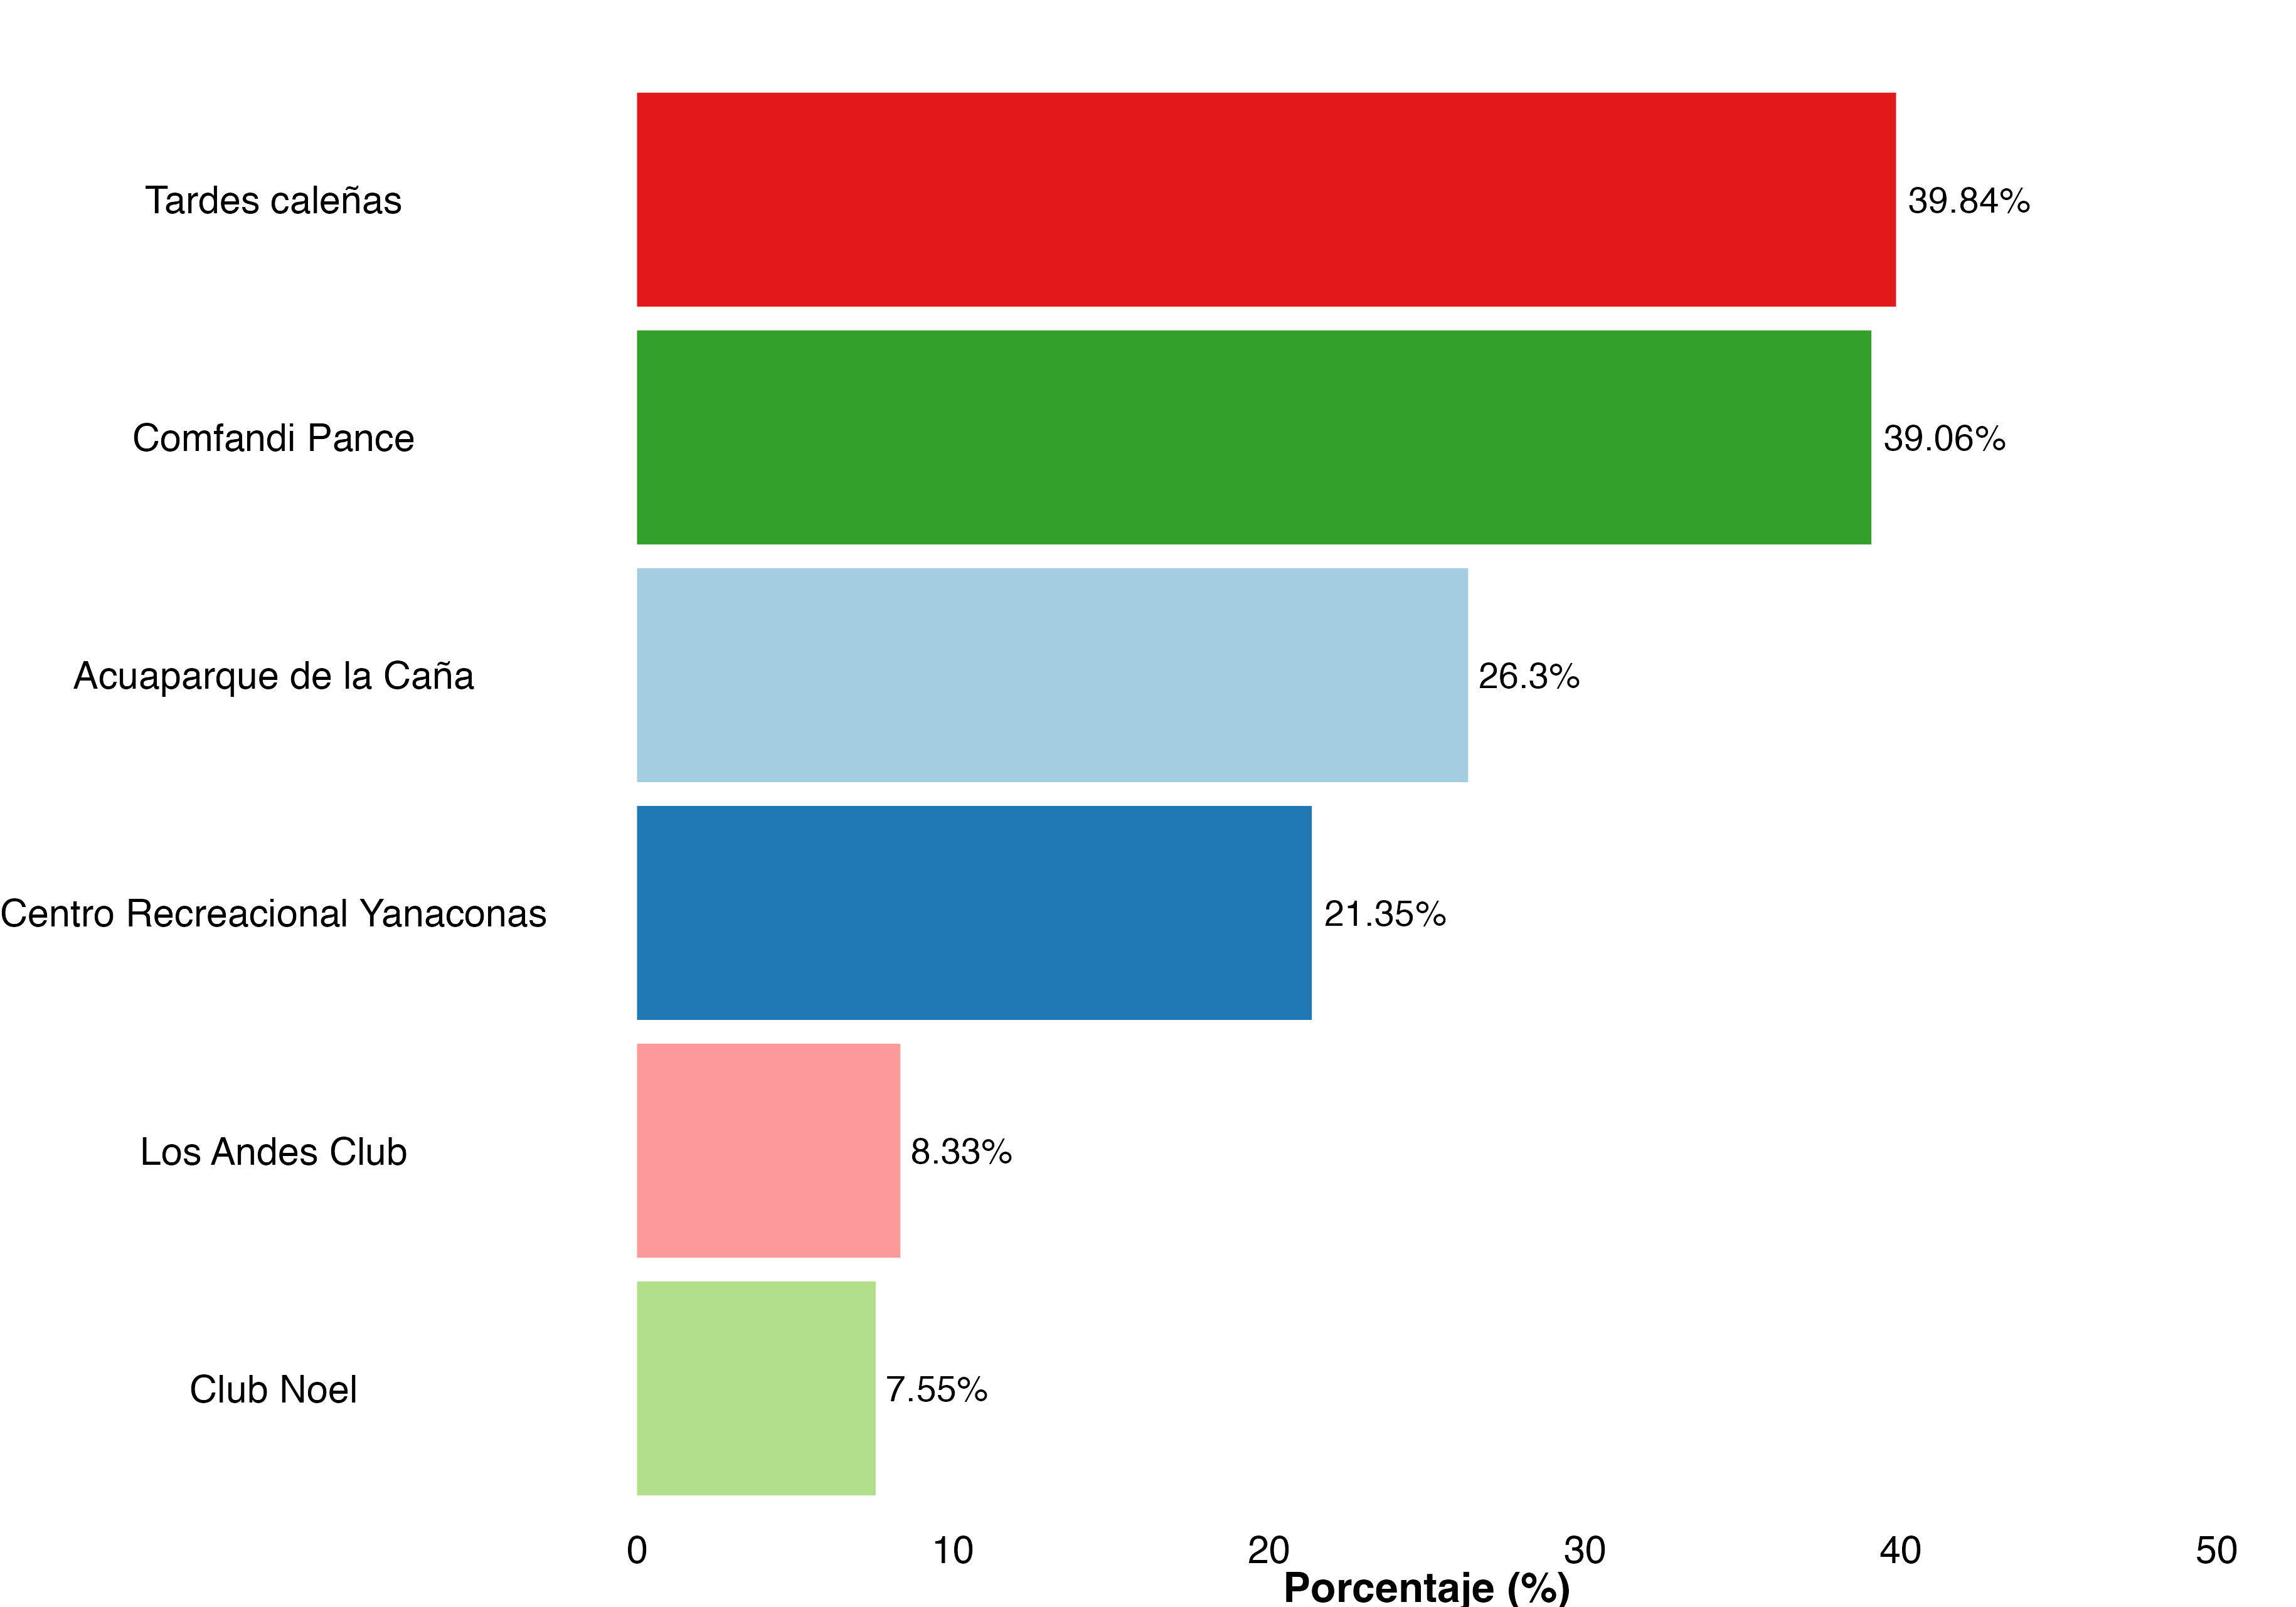 Tardes caleñas 39.84%
Comfandi Pance 39.06%
Acuaparque de la Caña 26.3%
Centro Recreacional Yanaconas 21.35%
Los Andes Club 8.33%
Club Noel 7.55%
0 10 20 30 40 50
Porcentaje (%)